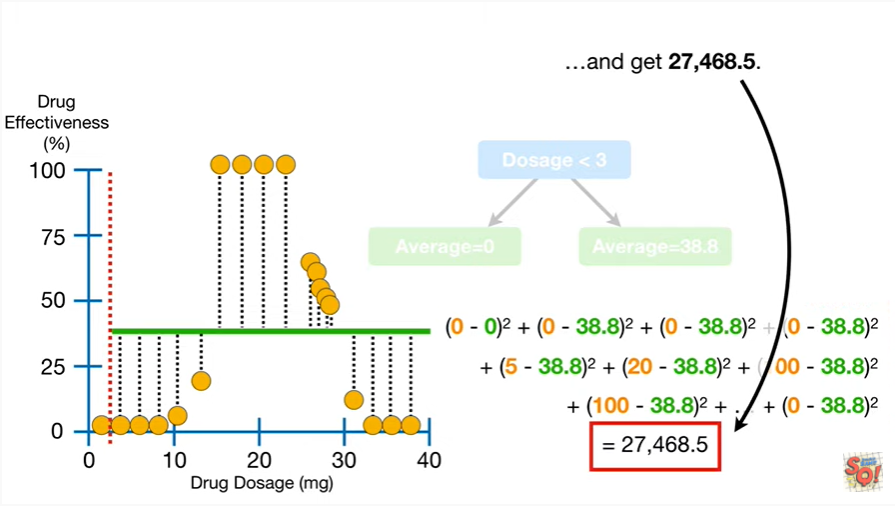 ...and get 27,468.5.
Drug
Effectiveness
(%)
100
75
50
25
0
0
10
20
30
40
Drug Dosage (mg)
Dosage < 3
Average=0
Average=38.8
(0 - 0)² + (0 - 38.8)² + (0 - 38.8)² + (0 - 38.8)²
+ (5 - 38.8)² + (20 - 38.8)² + (100 - 38.8)²
+ (100 - 38.8)² + ... + (0 - 38.8)²
= 27,468.5
SQ!